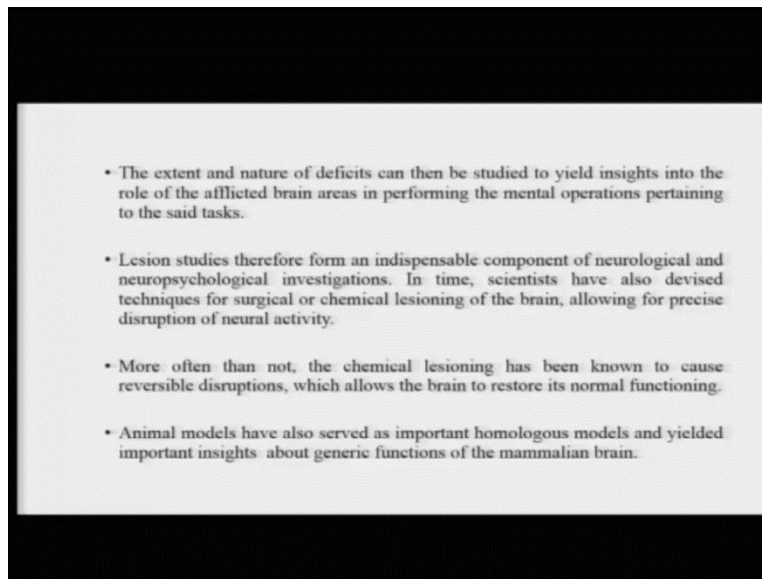 • The extent and nature of deficits can then be studied to yield insights into the
role of the afflicted brain areas in performing the mental operations pertaining
to the said tasks.
• Lesion studies therefore form an indispensable component of neurological and
neuropsychological investigations. In time, scientists have also devised
techniques for surgical or chemical lesioning of the brain, allowing for precise
disruption of neural activity.
• More often than not, the chemical lesioning has been known to cause
reversible disruptions, which allows the brain to restore its normal functioning.
• Animal models have also served as important homologous models and yielded
important insights about generic functions of the mammalian brain.